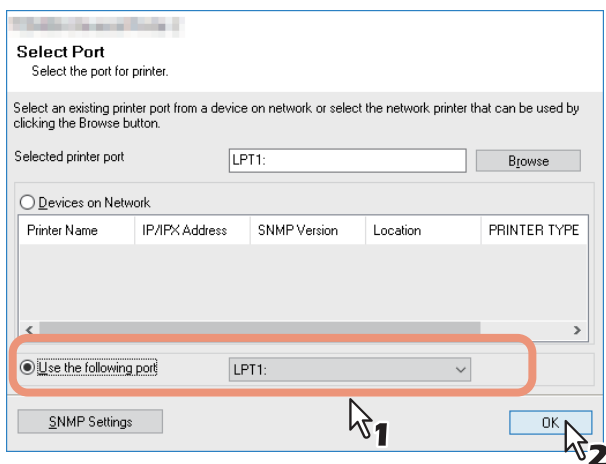 Select Port
Select the port for printer.
Select an existing printer port from a device on network or select the network printer that can be used by
clicking the Browse button.
Selected printer port LPT1: Browse
Devices on Network
Printer Name IP/IPX Address SNMP Version Location PRINTER TYPE
Use the following port LPT1:
1
SNMP Settings OK
2